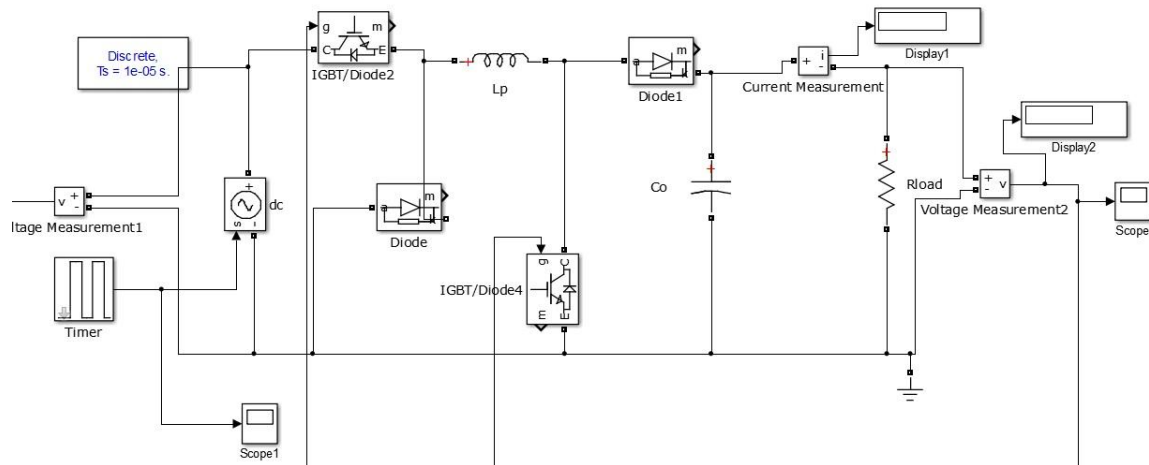 Discrete,
Ts = 1e-05 s.
g
m
C
E
IGBT/Diode2
Lp
a
m
k
Diode1
+
i
-
Current Measurement
Display1
Display2
v
+
-
ltage Measurement1
s
+
-
dc
a
m
k
Diode
Co
+
Rload
+
-
v
Voltage Measurement2
Scope
IGBT/Diode4
g
C
m
E
Timer
Scope1